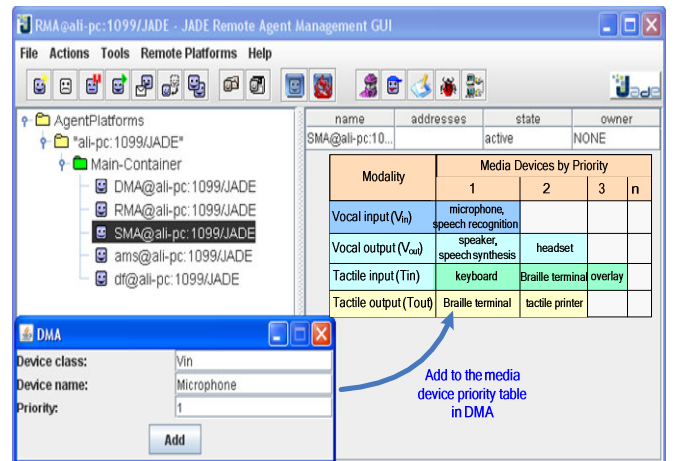 RMA@ali-pc:1099/JADE - JADE Remote Agent Management GUI
File Actions Tools Remote Platforms Help
Jade
AgentPlatforms
"ali-pc:1099/JADE"
Main-Container
DMA@ali-pc:1099/JADE
RMA@ali-pc:1099/JADE
SMA@ali-pc:1099/JADE
ams@ali-pc:1099/JADE
df@ali-pc:1099/JADE
name addresses state owner
SMA@ali-pc:10... active NONE
Modality Media Devices by Priority
1 2 3 n
Vocal input (Vin) microphone, speech recognition
Vocal output (Vout) speaker, speech synthesis headset
Tactile input (Tin) keyboard Braille terminal overlay
Tactile output (Tout) Braille terminal tactile printer
DMA
Device class: Vin
Device name: Microphone
Priority: 1
Add
Add to the media
device priority table
in DMA